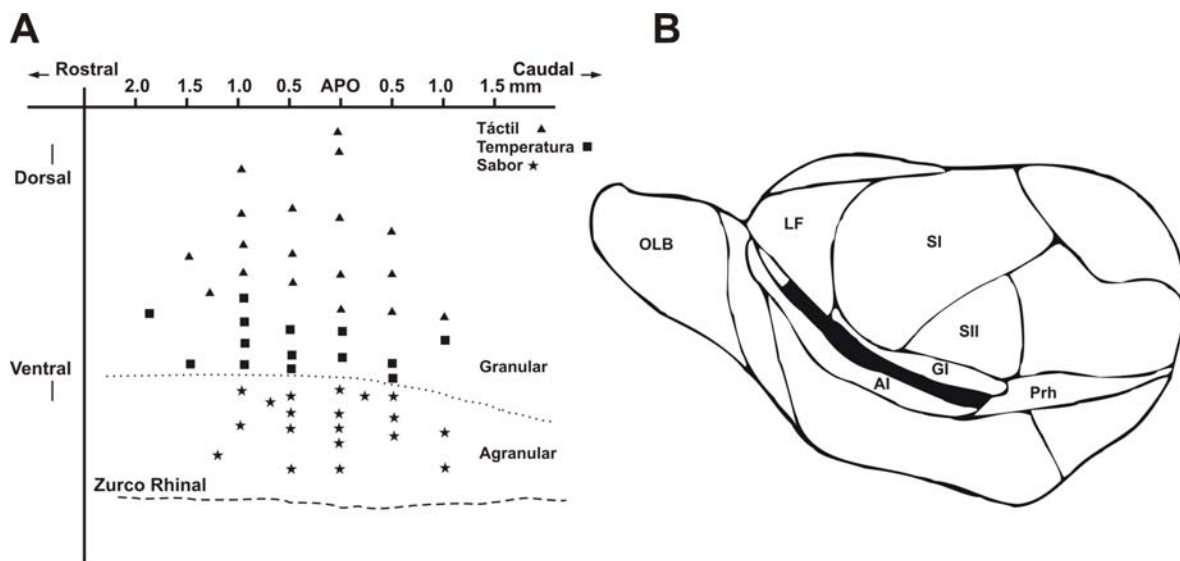 A
Rostral
Caudal
2.0 1.5 1.0 0.5 APO 0.5 1.0 1.5 mm
Táctil
Temperatura
Sabor
Dorsal
Ventral
Granular
Agranular
Zurco Rhinal
B
OLB
LF
SI
SII
GI
AI
Prh